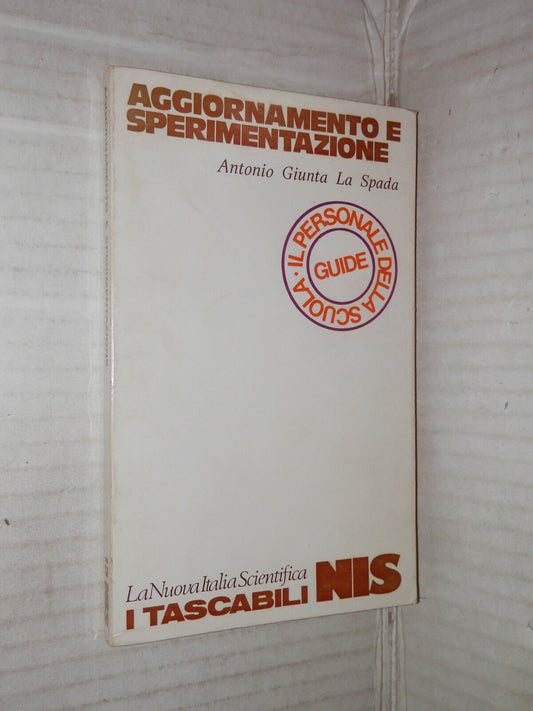 AGGIORNAMENTO E
SPERIMENTAZIONE
Antonio Giunta La Spada
IL PERSONALE DELLA SCUOLA •
GUIDE
La Nuova Italia Scientifica
I TASCABILI NIS